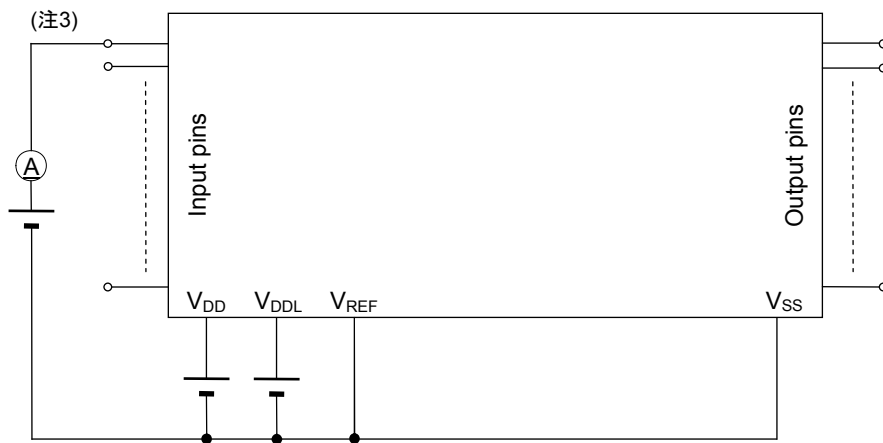 (注3)
A
Input pins
Output pins
VDD
VDDL
VREF
VSS